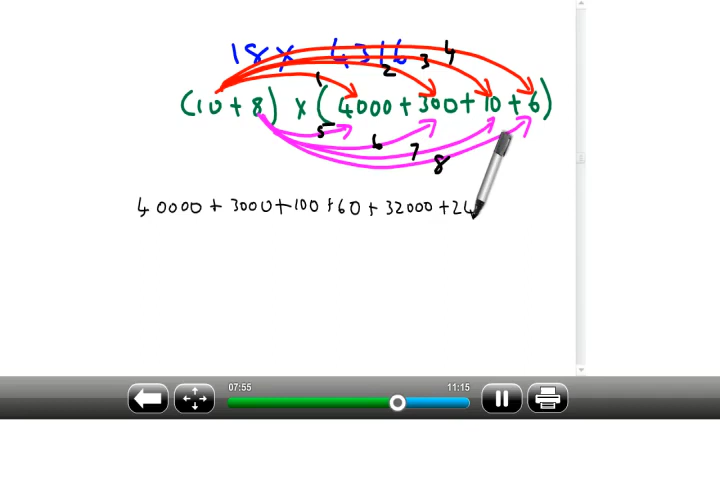 18 x 4316
1 2 3 4
(10 + 8) x (4000 + 300 + 10 + 6)
5 6 7 8
40000 + 3000 + 100 + 60 + 32000 + 24
07:55 11:15